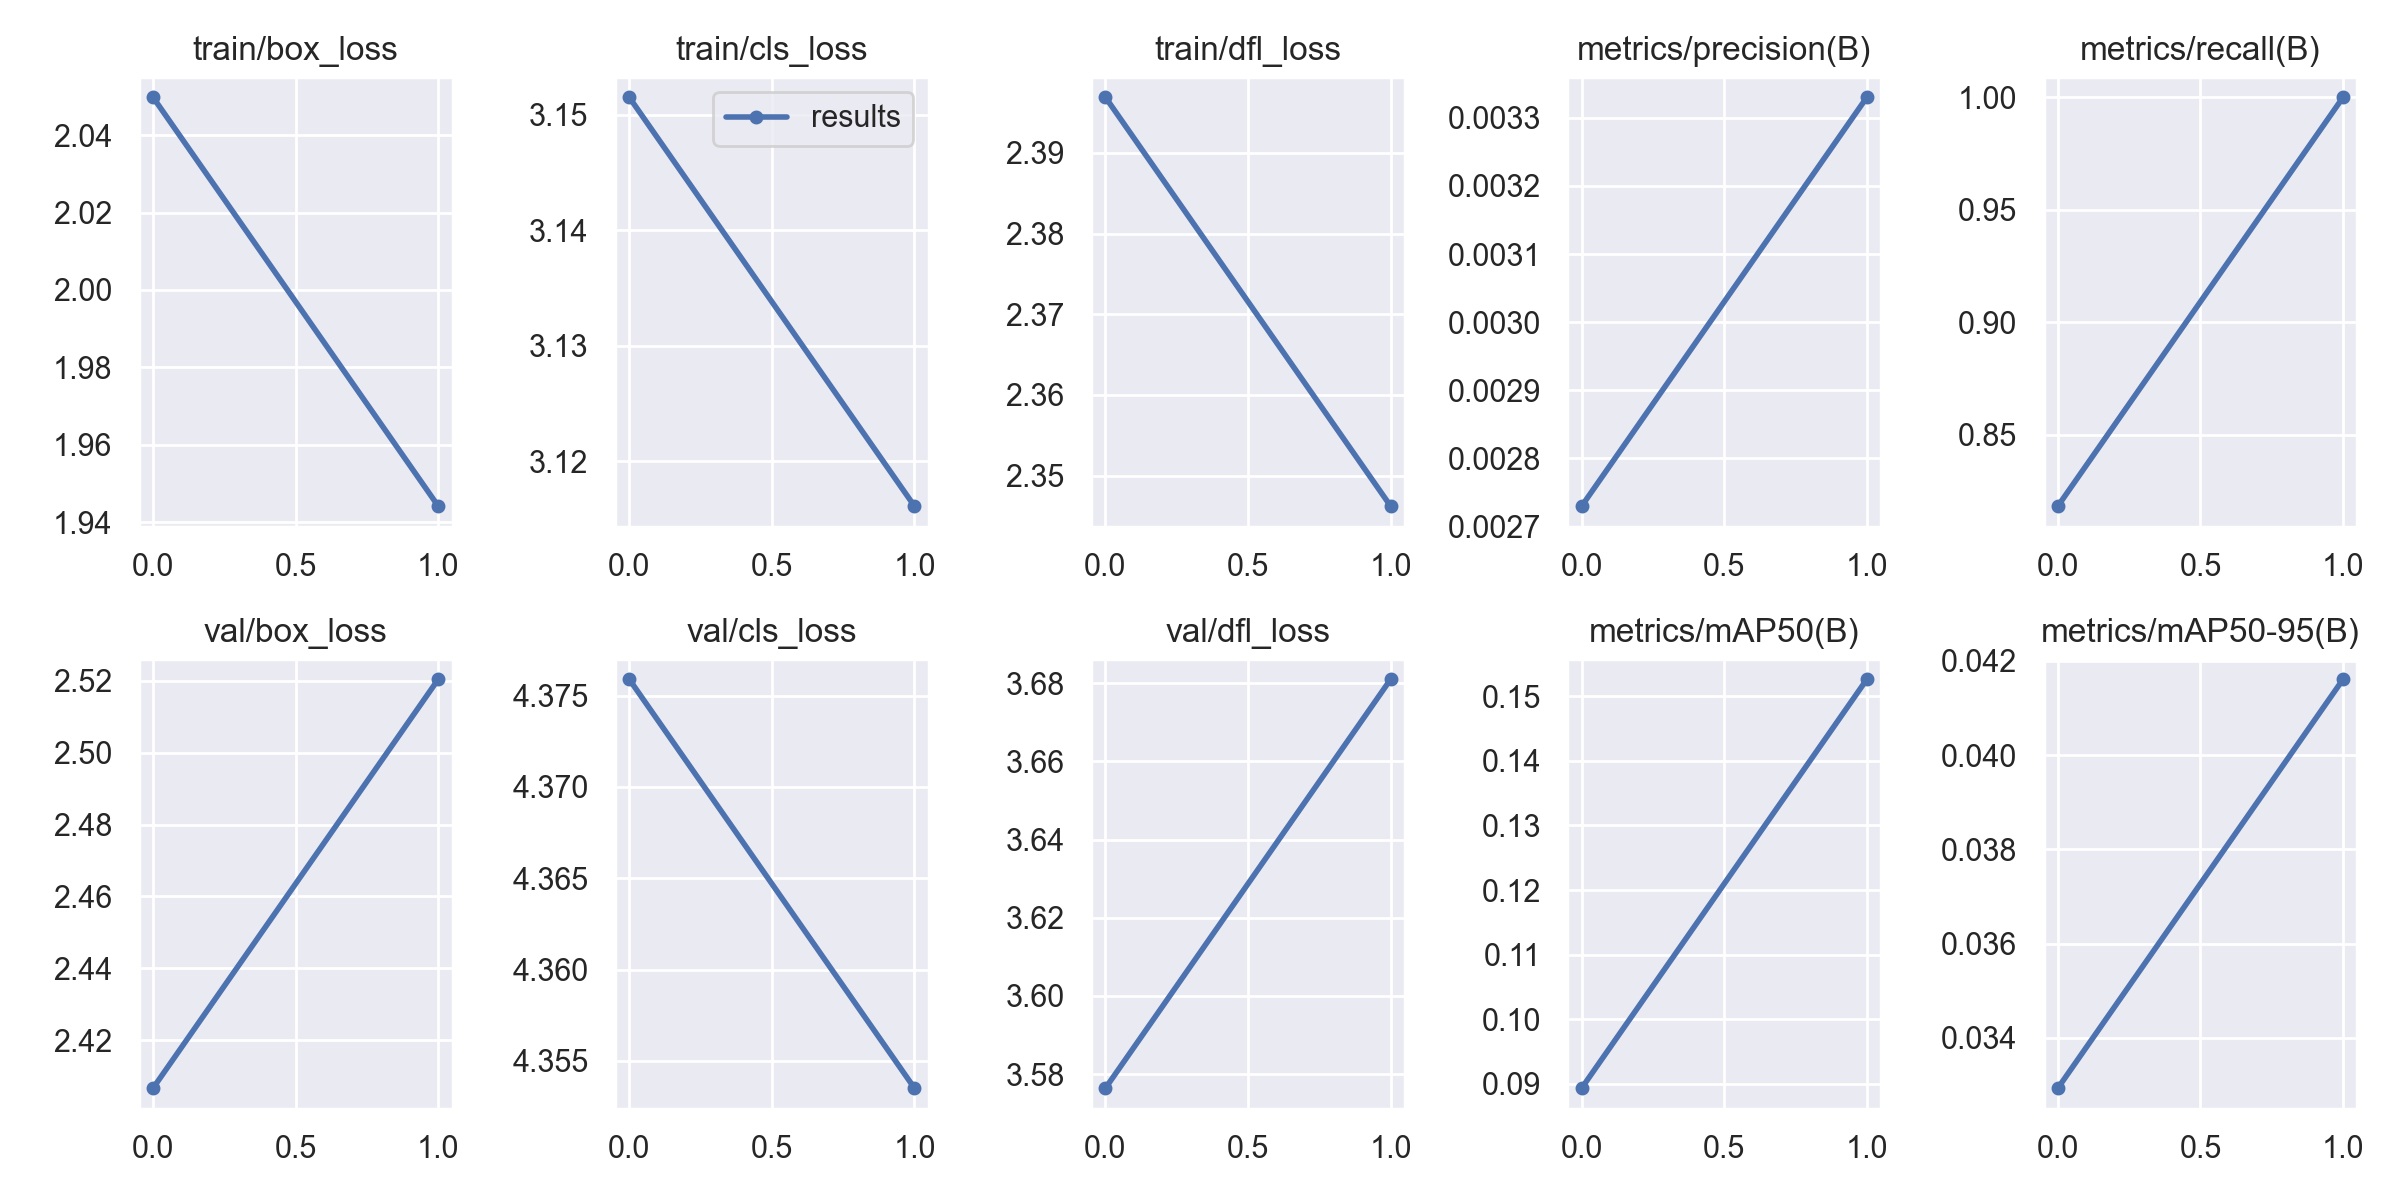 train/box_loss
2.04
2.02
2.00
1.98
1.96
1.94
0.0 0.5 1.0
train/cls_loss
results
3.15
3.14
3.13
3.12
0.0 0.5 1.0
train/dfl_loss
2.39
2.38
2.37
2.36
2.35
0.0 0.5 1.0
metrics/precision(B)
0.0033
0.0032
0.0031
0.0030
0.0029
0.0028
0.0027
0.0 0.5 1.0
metrics/recall(B)
1.00
0.95
0.90
0.85
0.0 0.5 1.0
val/box_loss
2.52
2.50
2.48
2.46
2.44
2.42
0.0 0.5 1.0
val/cls_loss
4.375
4.370
4.365
4.360
4.355
0.0 0.5 1.0
val/dfl_loss
3.68
3.66
3.64
3.62
3.60
3.58
0.0 0.5 1.0
metrics/mAP50(B)
0.15
0.14
0.13
0.12
0.11
0.10
0.09
0.0 0.5 1.0
metrics/mAP50-95(B)
0.042
0.040
0.038
0.036
0.034
0.0 0.5 1.0